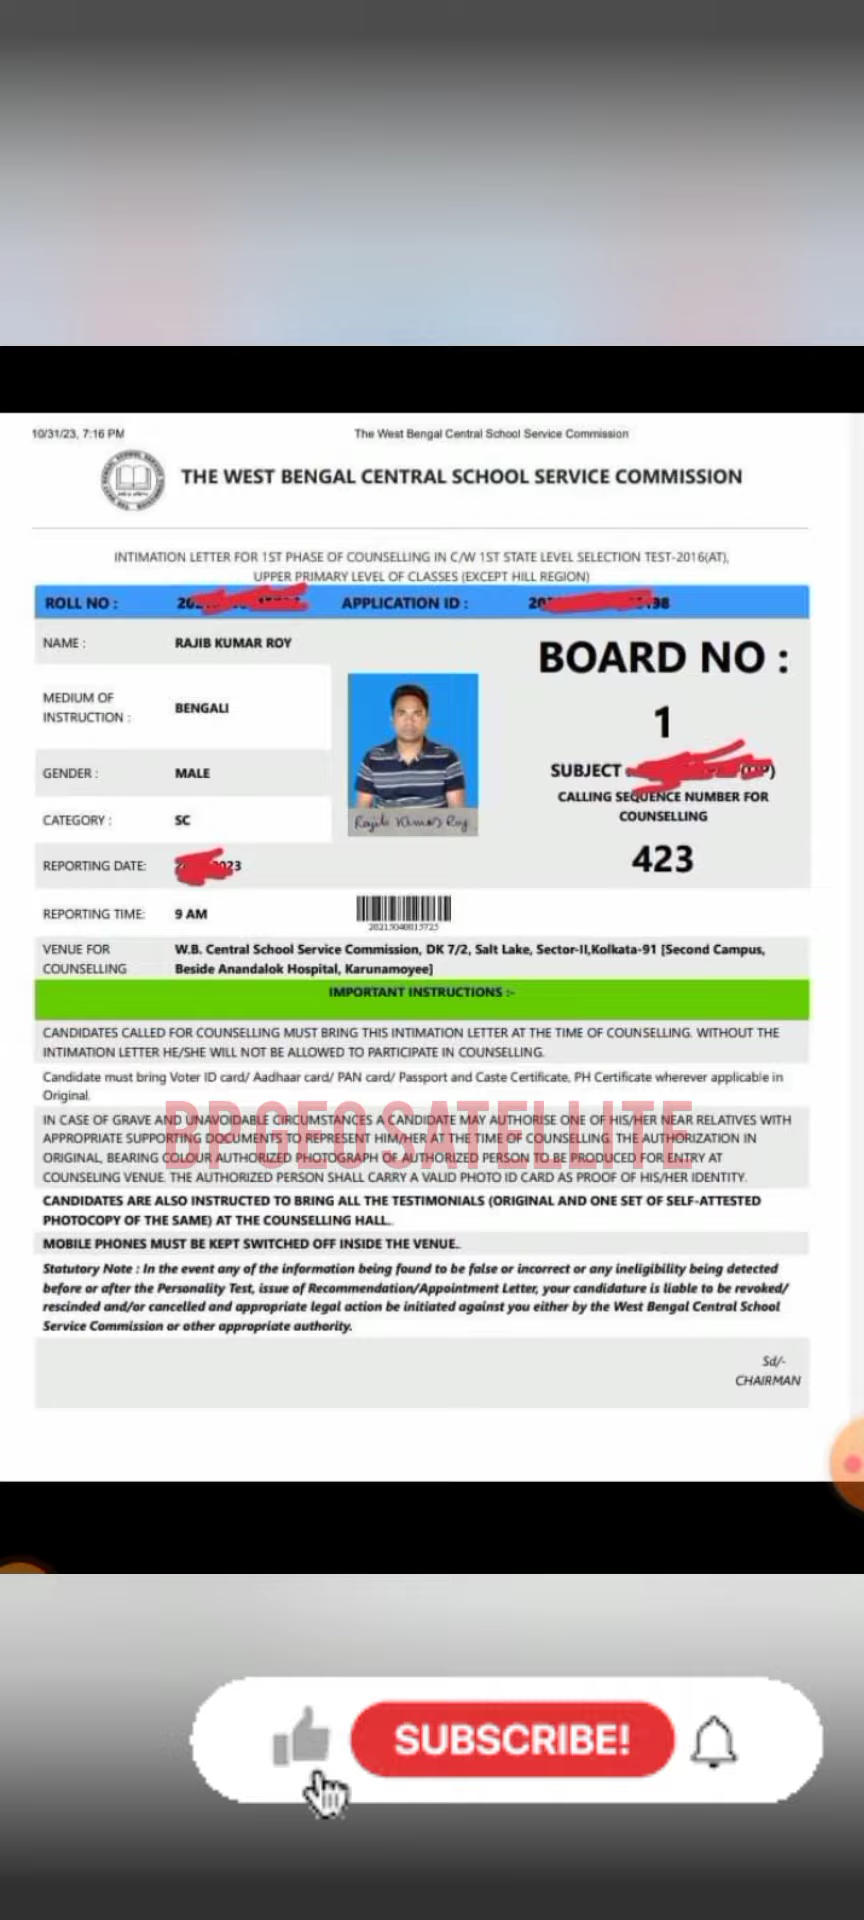 10/31/23, 7:16 PM The West Bengal Central School Service Commission
THE WEST BENGAL CENTRAL SCHOOL SERVICE COMMISSION
INTIMATION LETTER FOR 1ST PHASE OF COUNSELLING IN C/W 1ST STATE LEVEL SELECTION TEST-2016(AT),
UPPER PRIMARY LEVEL OF CLASSES (EXCEPT HILL REGION)
ROLL NO : APPLICATION ID :
NAME : RAJIB KUMAR ROY
BOARD NO :
1
MEDIUM OF
INSTRUCTION : BENGALI
GENDER : MALE
SUBJECT
CALLING SEQUENCE NUMBER FOR
COUNSELLING
423
CATEGORY : SC
Rajib Kumar Roy
REPORTING DATE:
REPORTING TIME: 9 AM
VENUE FOR
COUNSELLING
W.B. Central School Service Commission, DK 7/2, Salt Lake, Sector-II,Kolkata-91 [Second Campus,
Beside Anandalok Hospital, Karunamoyee]
IMPORTANT INSTRUCTIONS :-
CANDIDATES CALLED FOR COUNSELLING MUST BRING THIS INTIMATION LETTER AT THE TIME OF COUNSELLING. WITHOUT THE
INTIMATION LETTER HE/SHE WILL NOT BE ALLOWED TO PARTICIPATE IN COUNSELLING.
Candidate must bring Voter ID card/ Aadhaar card/ PAN card/ Passport and Caste Certificate, PH Certificate wherever applicable in
Original.
BP GEO SATELLITE
IN CASE OF GRAVE AND UNAVOIDABLE CIRCUMSTANCES A CANDIDATE MAY AUTHORISE ONE OF HIS/HER NEAR RELATIVES WITH
APPROPRIATE SUPPORTING DOCUMENTS TO REPRESENT HIM/HER AT THE TIME OF COUNSELLING. THE AUTHORIZATION IN
ORIGINAL, BEARING COLOUR AUTHORIZED PHOTOGRAPH OF AUTHORIZED PERSON TO BE PRODUCED FOR ENTRY AT
COUNSELING VENUE. THE AUTHORIZED PERSON SHALL CARRY A VALID PHOTO ID CARD AS PROOF OF HIS/HER IDENTITY.
CANDIDATES ARE ALSO INSTRUCTED TO BRING ALL THE TESTIMONIALS (ORIGINAL AND ONE SET OF SELF-ATTESTED
PHOTOCOPY OF THE SAME) AT THE COUNSELLING HALL.
MOBILE PHONES MUST BE KEPT SWITCHED OFF INSIDE THE VENUE.
Statutory Note : In the event any of the information being found to be false or incorrect or any ineligibility being detected
before or after the Personality Test, issue of Recommendation/Appointment Letter, your candidature is liable to be revoked/
rescinded and/or cancelled and appropriate legal action be initiated against you either by the West Bengal Central School
Service Commission or other appropriate authority.
Sd/-
CHAIRMAN
SUBSCRIBE!